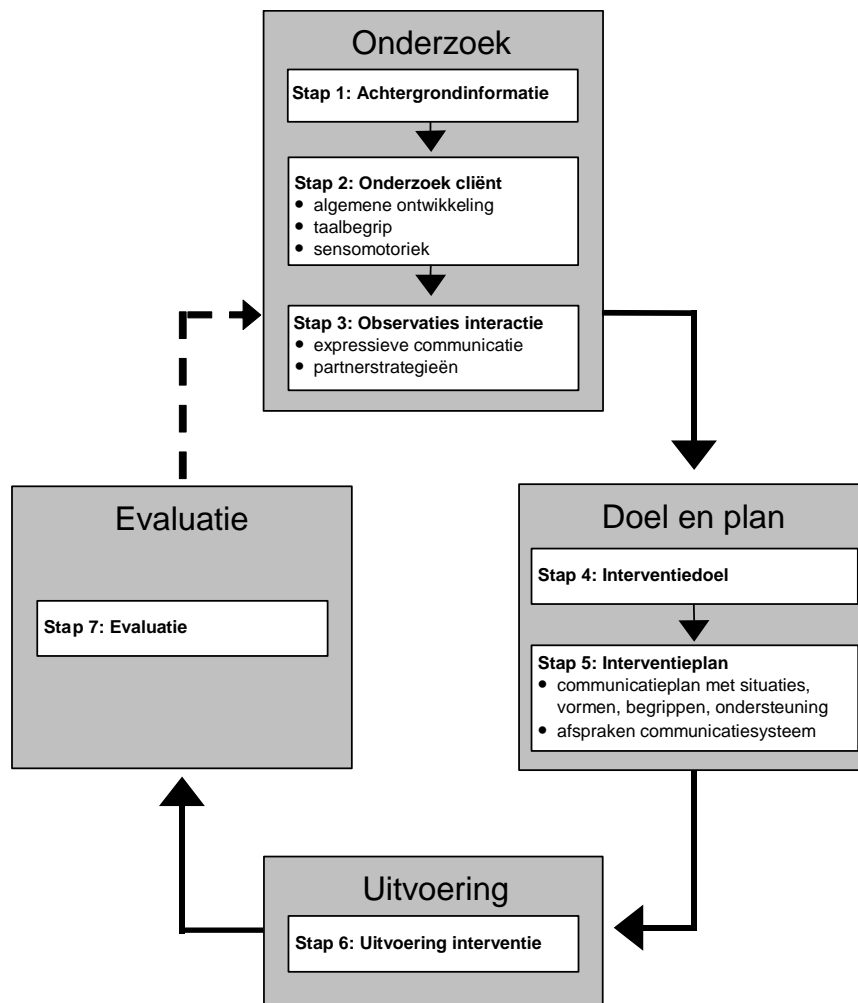 Onderzoek
Stap 1: Achtergrondinformatie
Stap 2: Onderzoek cliënt
• algemene ontwikkeling
• taalbegrip
• sensomotoriek
Stap 3: Observaties interactie
• expressieve communicatie
• partnerstrategieën
Doel en plan
Stap 4: Interventiedoel
Stap 5: Interventieplan
• communicatieplan met situaties,
vormen, begrippen, ondersteuning
• afspraken communicatiesysteem
Uitvoering
Stap 6: Uitvoering interventie
Evaluatie
Stap 7: Evaluatie